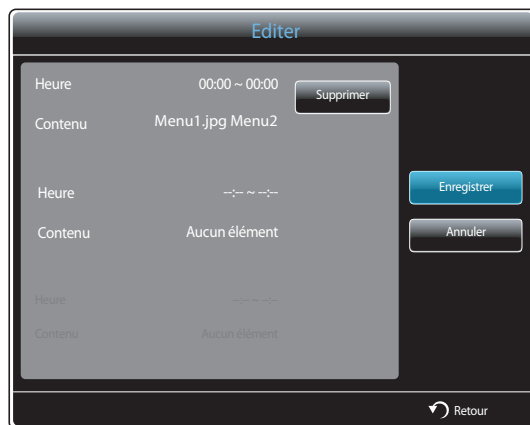 Editer
Heure 00:00 ~ 00:00
Supprimer
Contenu Menu1.jpg Menu2
Heure --:-- ~ --:--
Enregistrer
Contenu Aucun élément
Annuler
Heure --:-- ~ --:--
Contenu Aucun élément
Retour